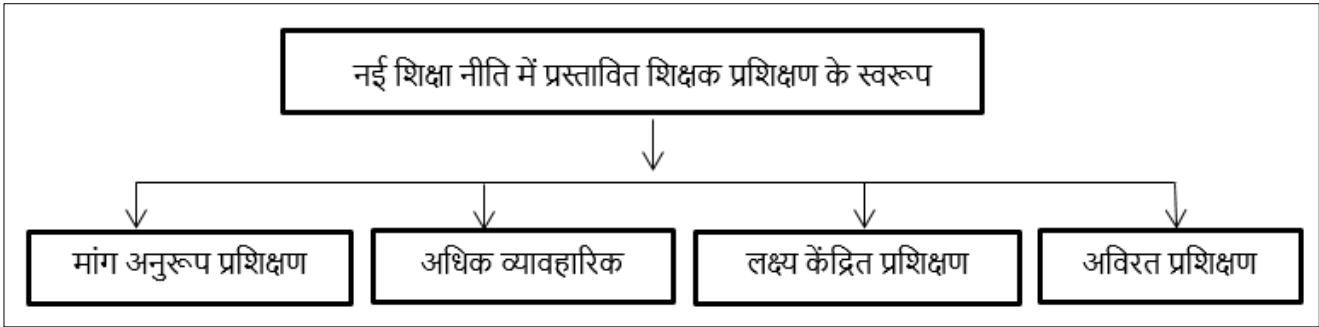 नई शिक्षा नीति में प्रस्तावित शिक्षक प्रशिक्षण के स्वरूप
मांग अनुरूप प्रशिक्षण
अधिक व्यावहारिक
लक्ष्य केंद्रित प्रशिक्षण
अविरत प्रशिक्षण